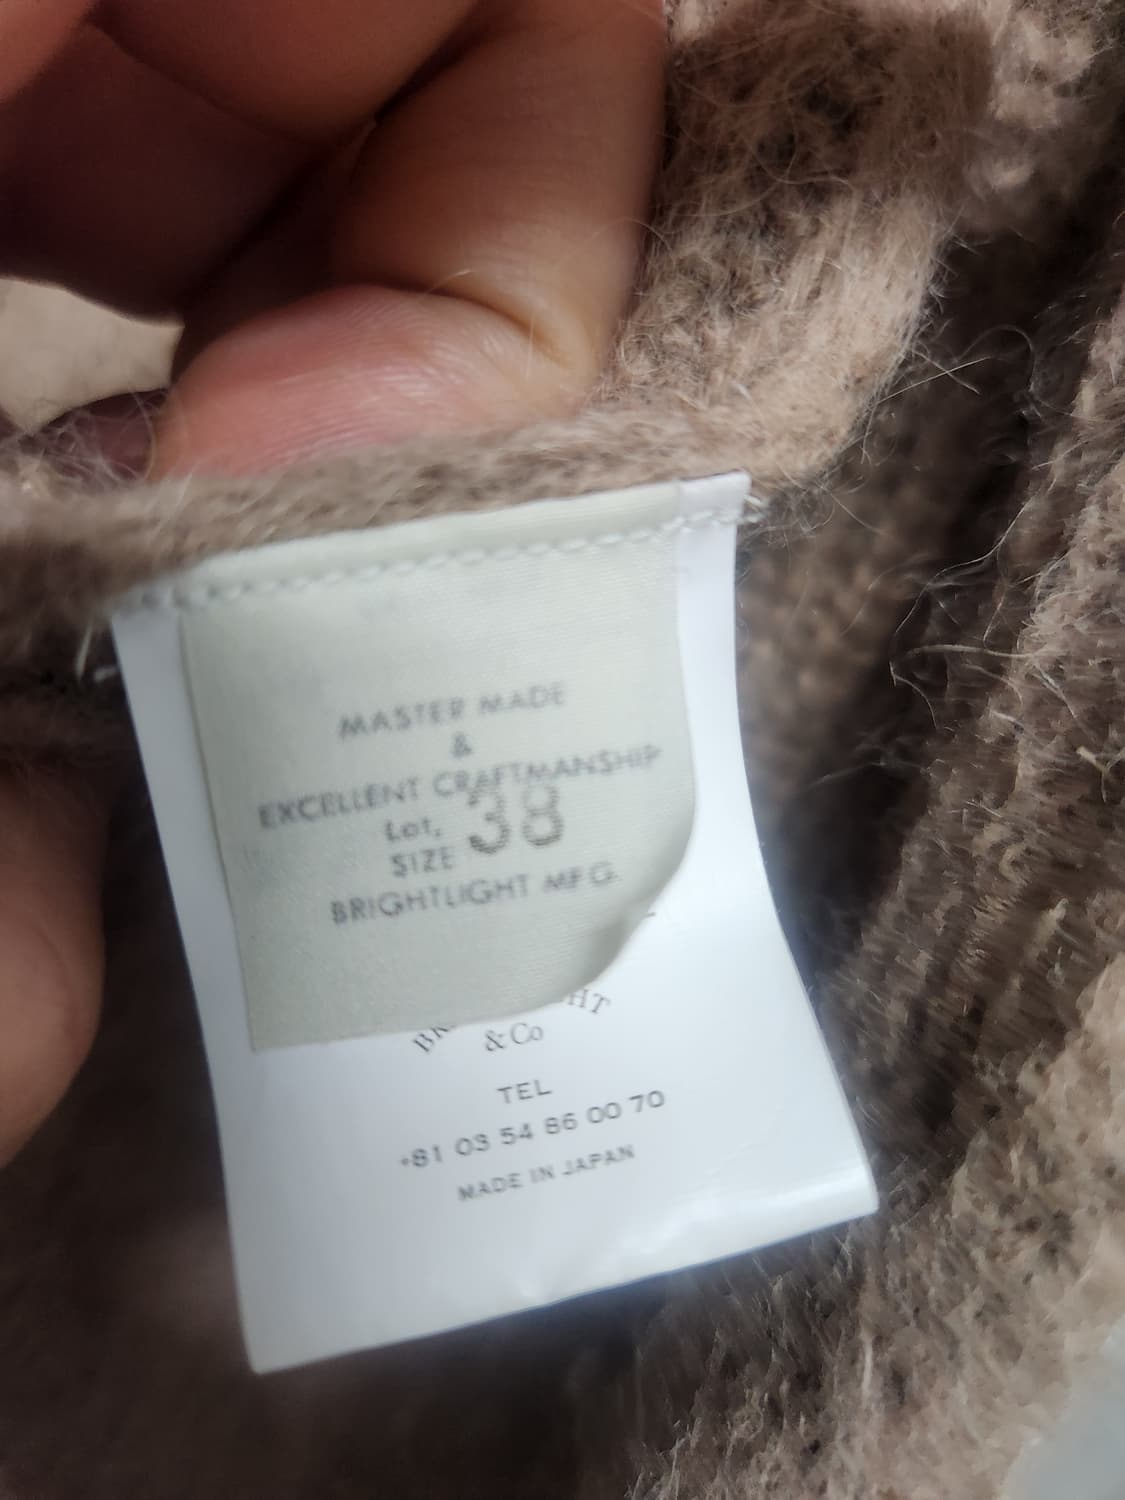 MASTER MADE
&
EXCELLENT CRAFTMANSHIP
Lot.
SIZE 38
BRIGHTLIGHT MFG.
& Co
TEL
+81 03 54 86 00 70
MADE IN JAPAN